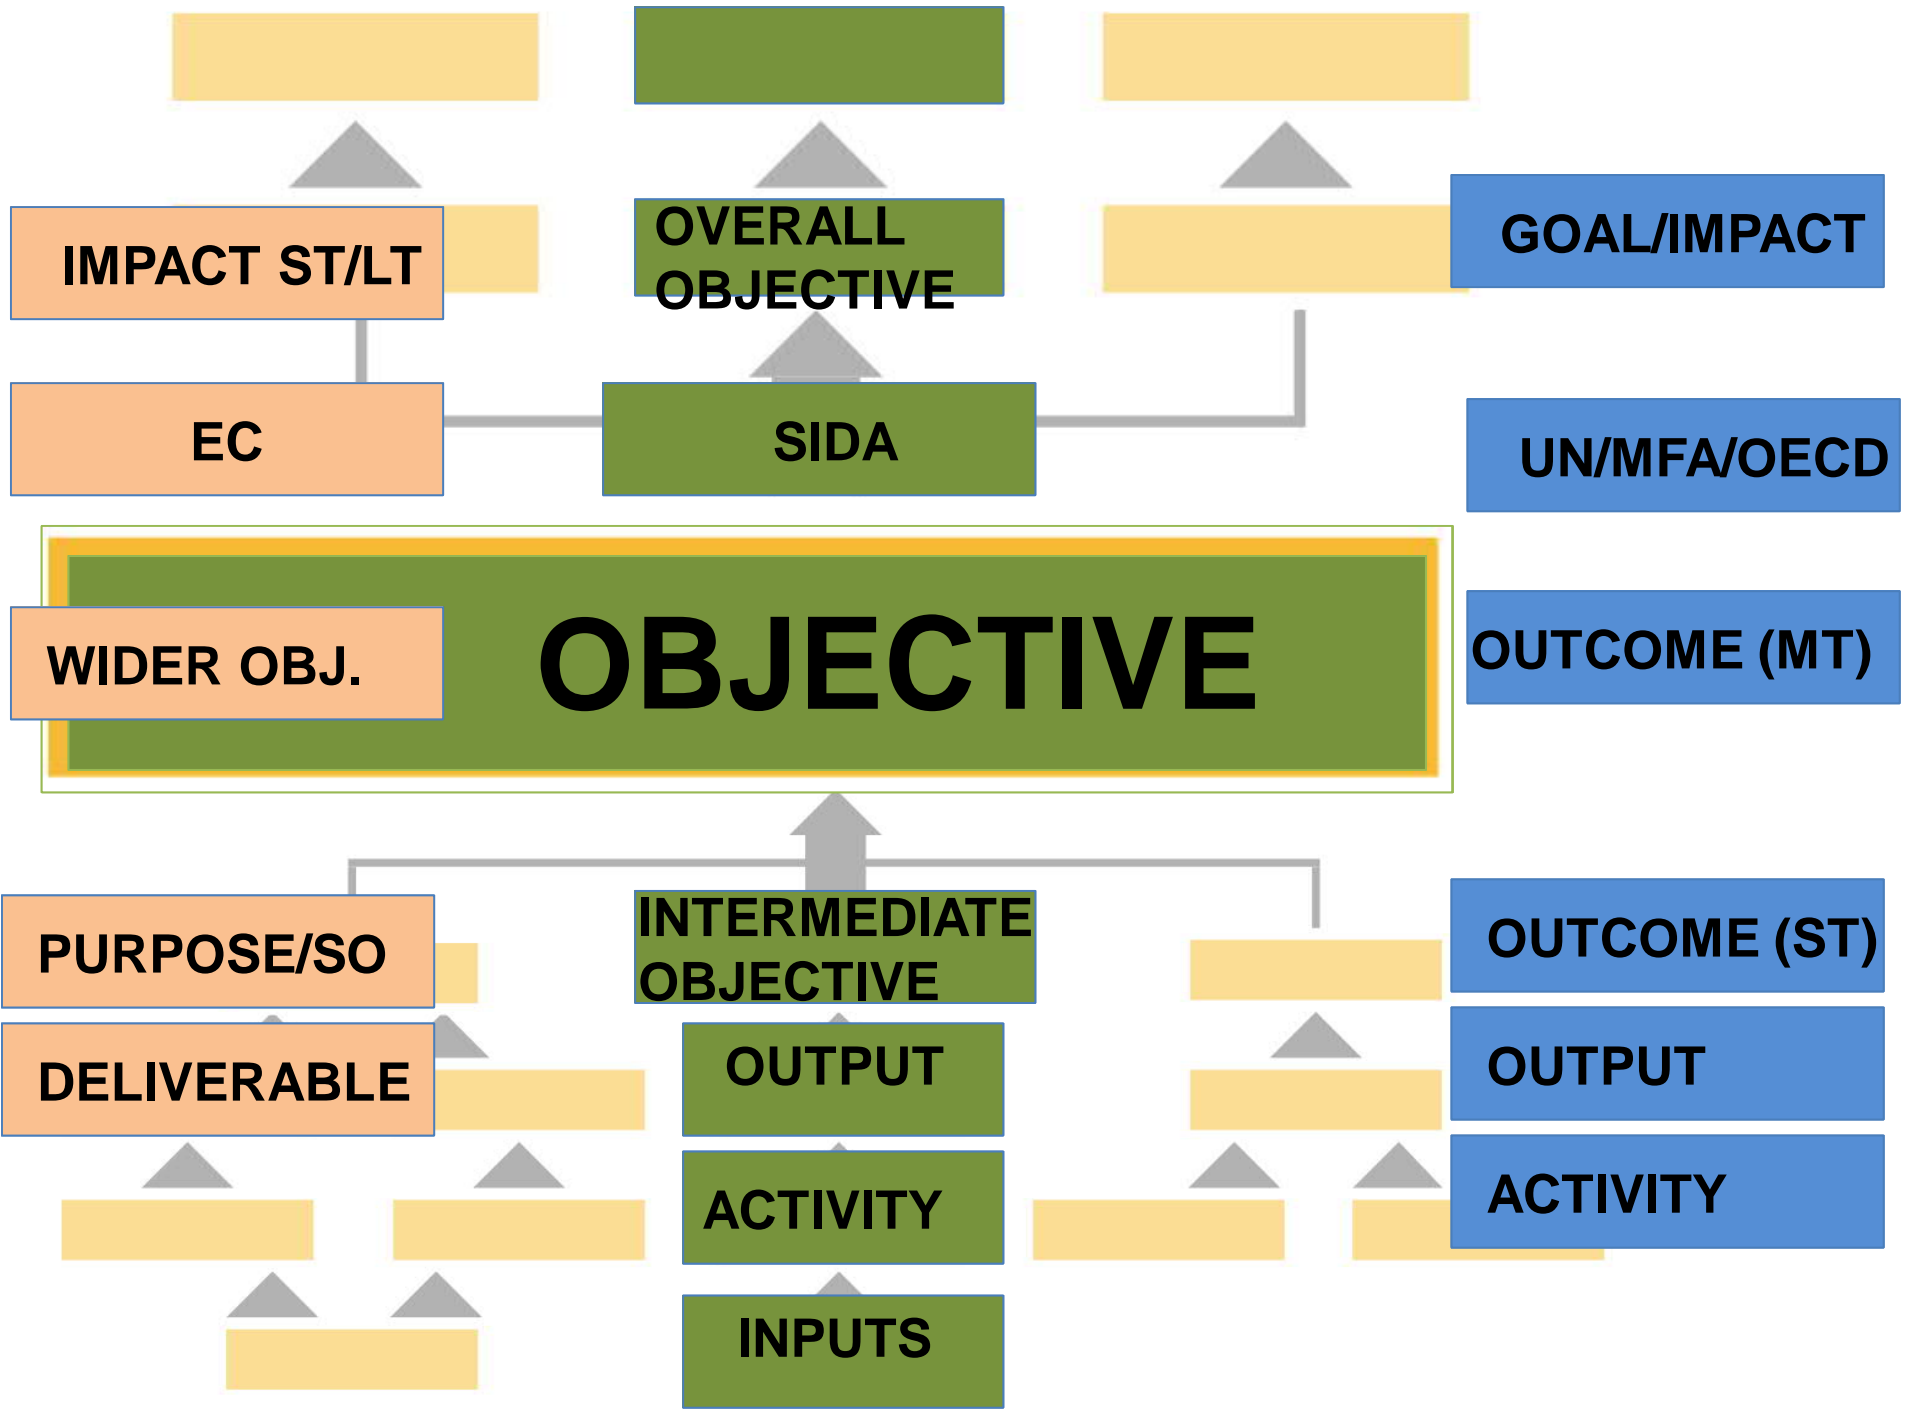 IMPACT ST/LT
OVERALL
OBJECTIVE
GOAL/IMPACT
EC
SIDA
UN/MFA/OECD
WIDER OBJ.
OBJECTIVE
OUTCOME (MT)
PURPOSE/SO
INTERMEDIATE
OBJECTIVE
OUTCOME (ST)
DELIVERABLE
OUTPUT
OUTPUT
ACTIVITY
ACTIVITY
INPUTS